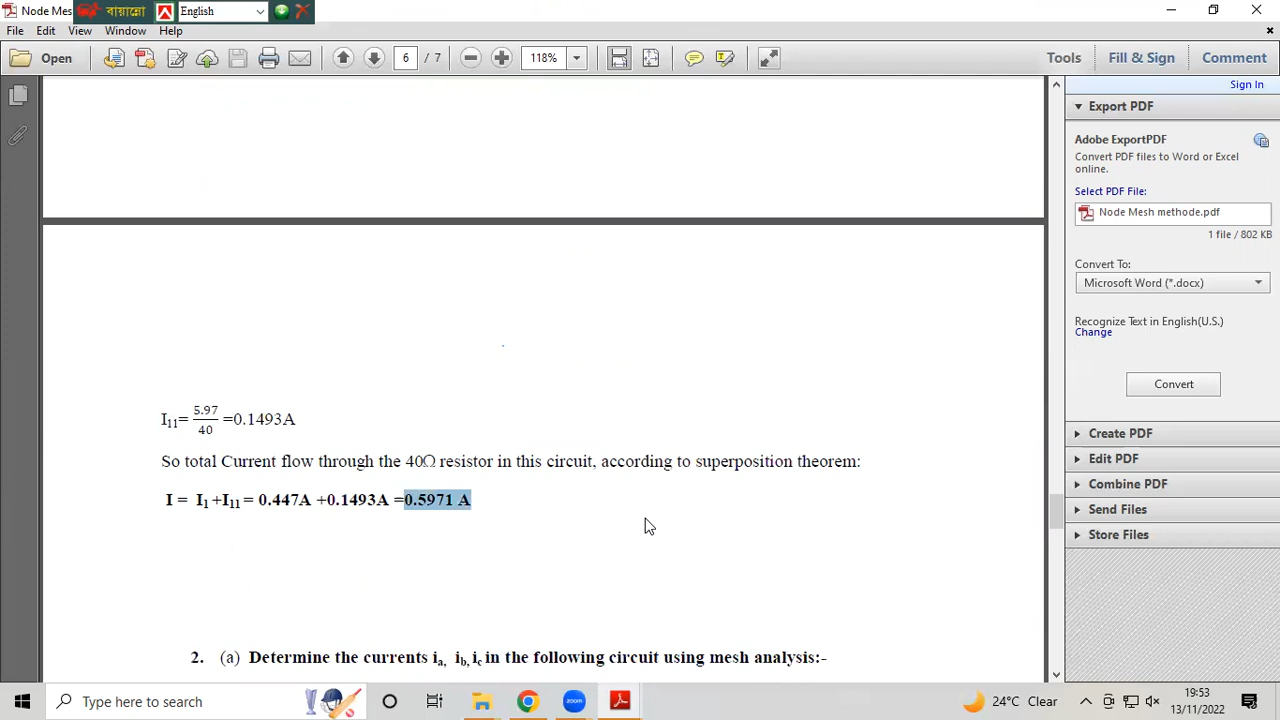 Node Mes
বায়ান্নো
English
File Edit View Window Help
Open
6 / 7
118%
Tools
Fill & Sign
Comment
Sign In
Export PDF
Adobe ExportPDF
Convert PDF files to Word or Excel
online.
Select PDF File:
Node Mesh methode.pdf
1 file / 802 KB
Convert To:
Microsoft Word (*.docx)
Recognize Text in English(U.S.)
Change
Convert
Create PDF
Edit PDF
Combine PDF
Send Files
Store Files
I₁₁= 5.97/40 =0.1493A
So total Current flow through the 40Ω resistor in this circuit, according to superposition theorem:
I = I₁ +I₁₁ = 0.447A +0.1493A =0.5971 A
2. (a) Determine the currents iₐ, i_b, i_c in the following circuit using mesh analysis:-
Type here to search
zoom
24°C Clear
19:53
13/11/2022